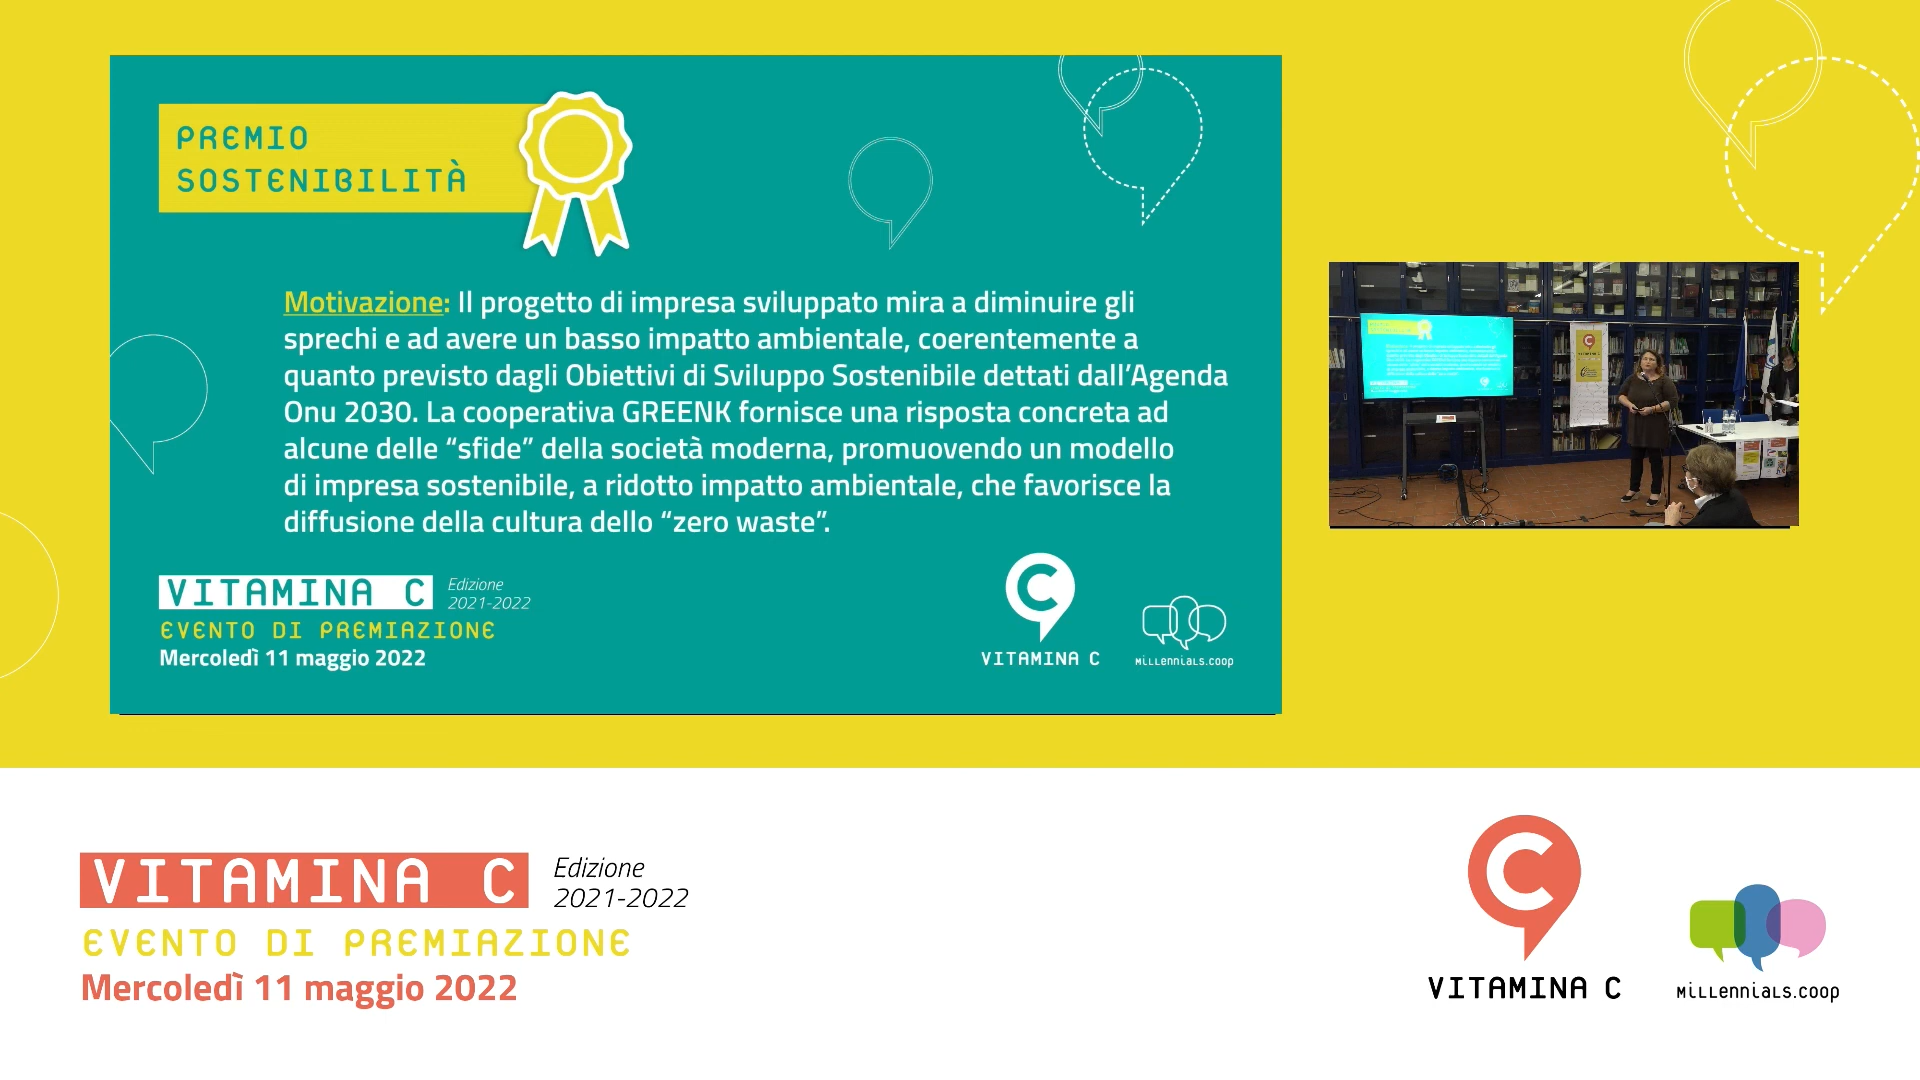 PREMIO
SOSTENIBILITÀ
Motivazione: Il progetto di impresa sviluppato mira a diminuire gli
sprechi e ad avere un basso impatto ambientale, coerentemente a
quanto previsto dagli Obiettivi di Sviluppo Sostenibile dettati dall’Agenda
Onu 2030. La cooperativa GREENK fornisce una risposta concreta ad
alcune delle “sfide” della società moderna, promuovendo un modello
di impresa sostenibile, a ridotto impatto ambientale, che favorisce la
diffusione della cultura dello “zero waste”.
VITAMINA C
Edizione
2021-2022
EVENTO DI PREMIAZIONE
Mercoledì 11 maggio 2022
VITAMINA C
MiLLennials.coop
VITAMINA C
Edizione
2021-2022
EVENTO DI PREMIAZIONE
Mercoledì 11 maggio 2022
VITAMINA C
MiLLennials.coop